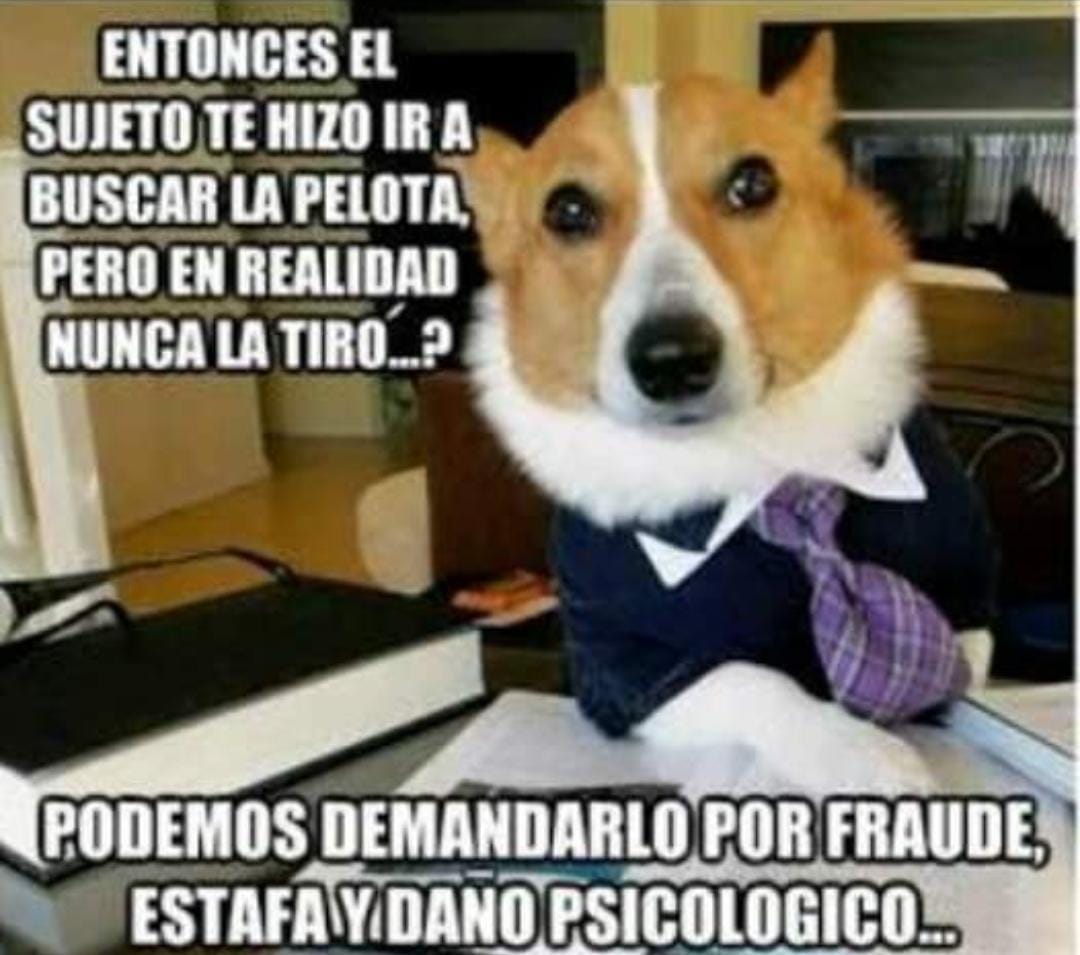 ENTONCES EL
SUJETO TE HIZO IR A
BUSCAR LA PELOTA,
PERO EN REALIDAD
NUNCA LA TIRÓ...?
PODEMOS DEMANDARLO POR FRAUDE,
ESTAFA Y DAÑO PSICOLOGICO...